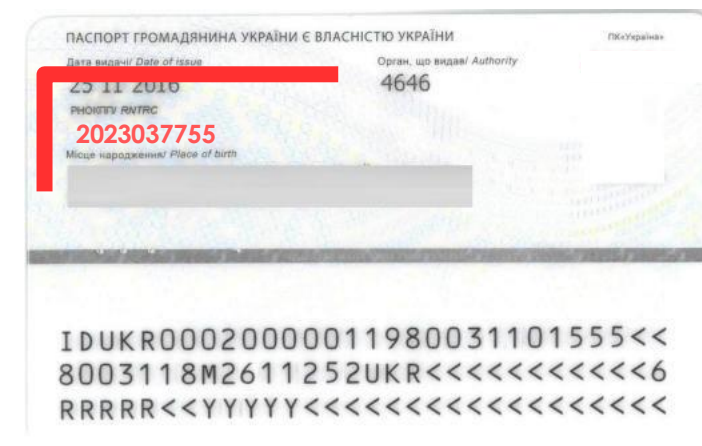 ПАСПОРТ ГРОМАДЯНИНА УКРАЇНИ Є ВЛАСНІСТЮ УКРАЇНИ ПК«Україна»
Дата видачі/ Date of issue Орган, що видав/ Authority
25 11 2016 4646
РНОКПП/ RNTRC
2023037755
Місце народження/ Place of birth
IDUKR00020000011980031101555<<
8003118M2611252UKR<<<<<<<<<<<6
RRRRR<<YYYYY<<<<<<<<<<<<<<<<<<